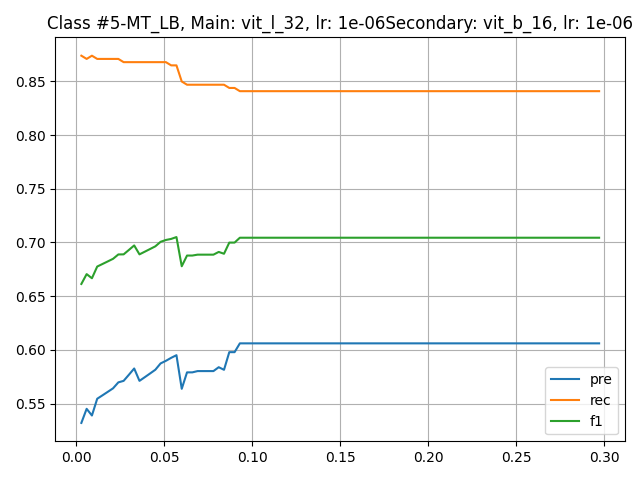 Class #5-MT_LB, Main: vit_l_32, lr: 1e-06Secondary: vit_b_16, lr: 1e-06
0.85
0.80
0.75
0.70
0.65
0.60
0.55
pre
rec
f1
0.00 0.05 0.10 0.15 0.20 0.25 0.30